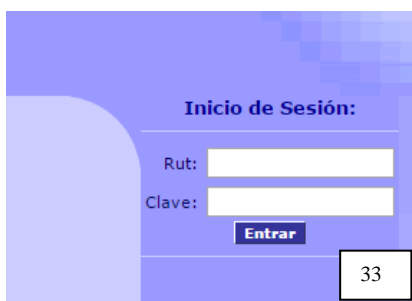 Inicio de Sesión:
Rut:
Clave:
Entrar
33